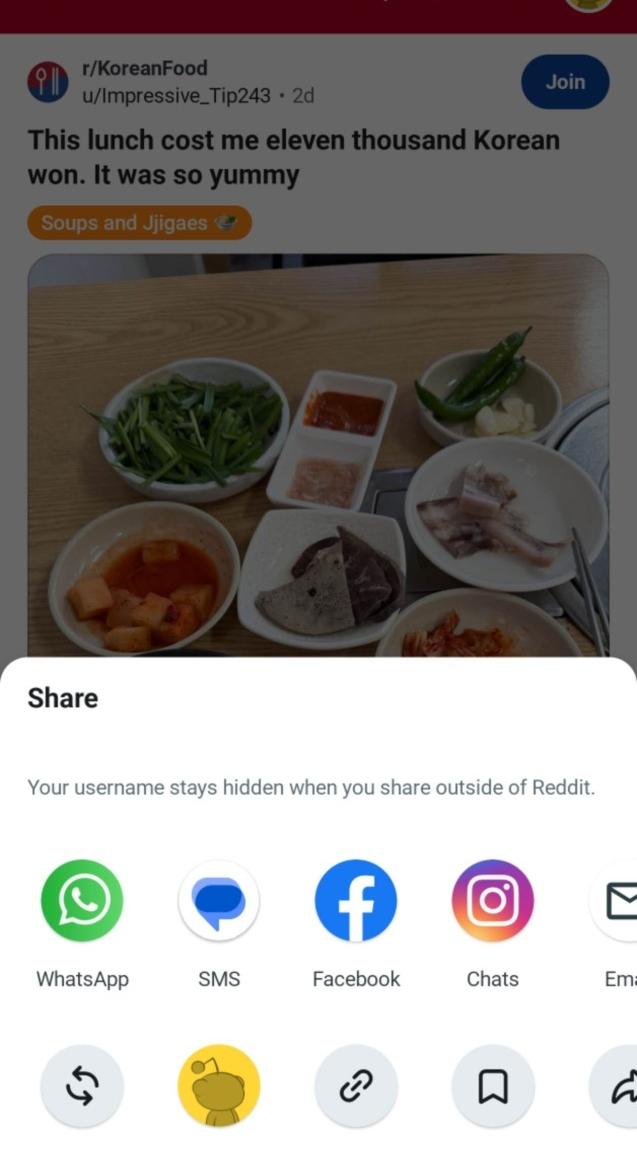 r/KoreanFood
u/Impressive_Tip243 • 2d
Join
This lunch cost me eleven thousand Korean
won. It was so yummy
Soups and Jjigaes
Share
Your username stays hidden when you share outside of Reddit.
WhatsApp
SMS
Facebook
Chats
Ema